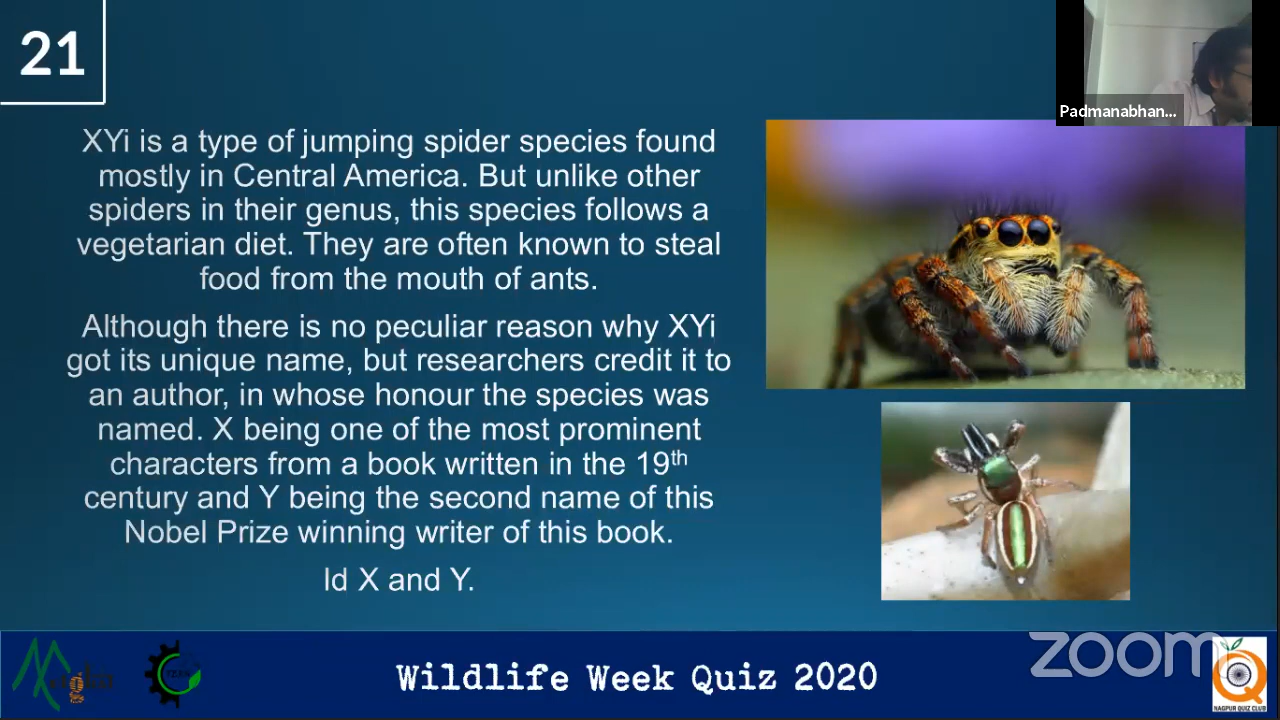 21
Padmanabhan...
XYi is a type of jumping spider species found
mostly in Central America. But unlike other
spiders in their genus, this species follows a
vegetarian diet. They are often known to steal
food from the mouth of ants.
Although there is no peculiar reason why XYi
got its unique name, but researchers credit it to
an author, in whose honour the species was
named. X being one of the most prominent
characters from a book written in the 19th
century and Y being the second name of this
Nobel Prize winning writer of this book.
Id X and Y.
Wildlife Week Quiz 2020
zoom
NAGPUR QUIZ CLUB